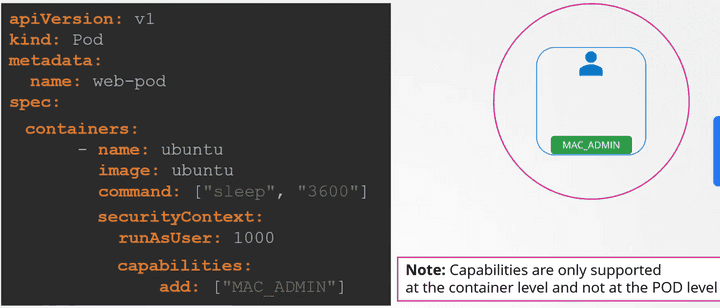 apiVersion: v1
kind: Pod
metadata:
  name: web-pod
spec:
  containers:
      - name: ubuntu
        image: ubuntu
        command: ["sleep", "3600"]
        securityContext:
          runAsUser: 1000
          capabilities:
              add: ["MAC_ADMIN"]
MAC_ADMIN
Note: Capabilities are only supported
at the container level and not at the POD level